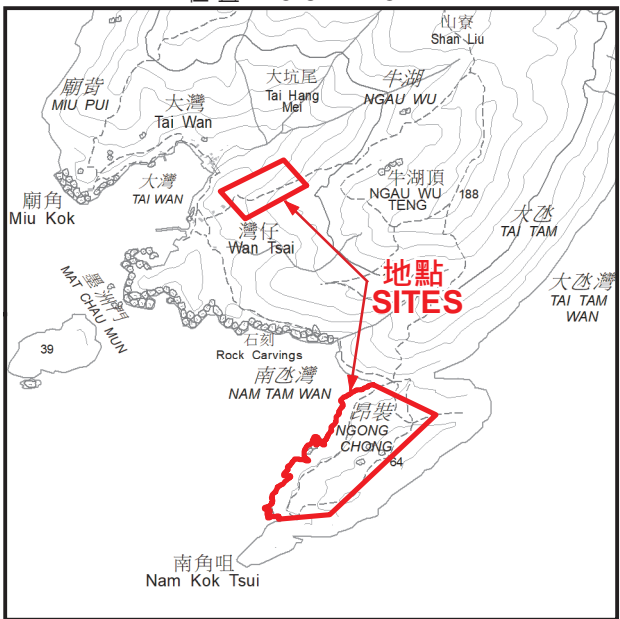 山寮
Shan Liu
廟背
MIU PUI
大坑尾
Tai Hang
Mei
牛湖
NGAU WU
大灣
Tai Wan
大灣
TAI WAN
牛湖頂
NGAU WU
TENG
188
廟角
Miu Kok
大氹
TAI TAM
灣仔
Wan Tsai
地點
SITES
墨洲門
MAT CHAU MUN
大氹灣
TAI TAM
WAN
39
石刻
Rock Carvings
南氹灣
NAM TAM WAN
昂裝
NGONG
CHONG
64
南角咀
Nam Kok Tsui